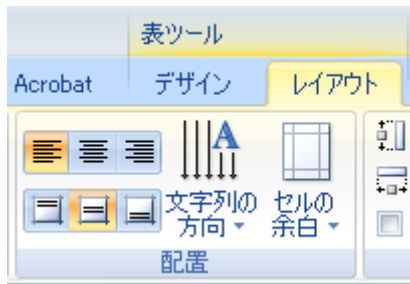 表ツール
Acrobat デザイン レイアウト
文字列の
方向
セルの
余白
配置